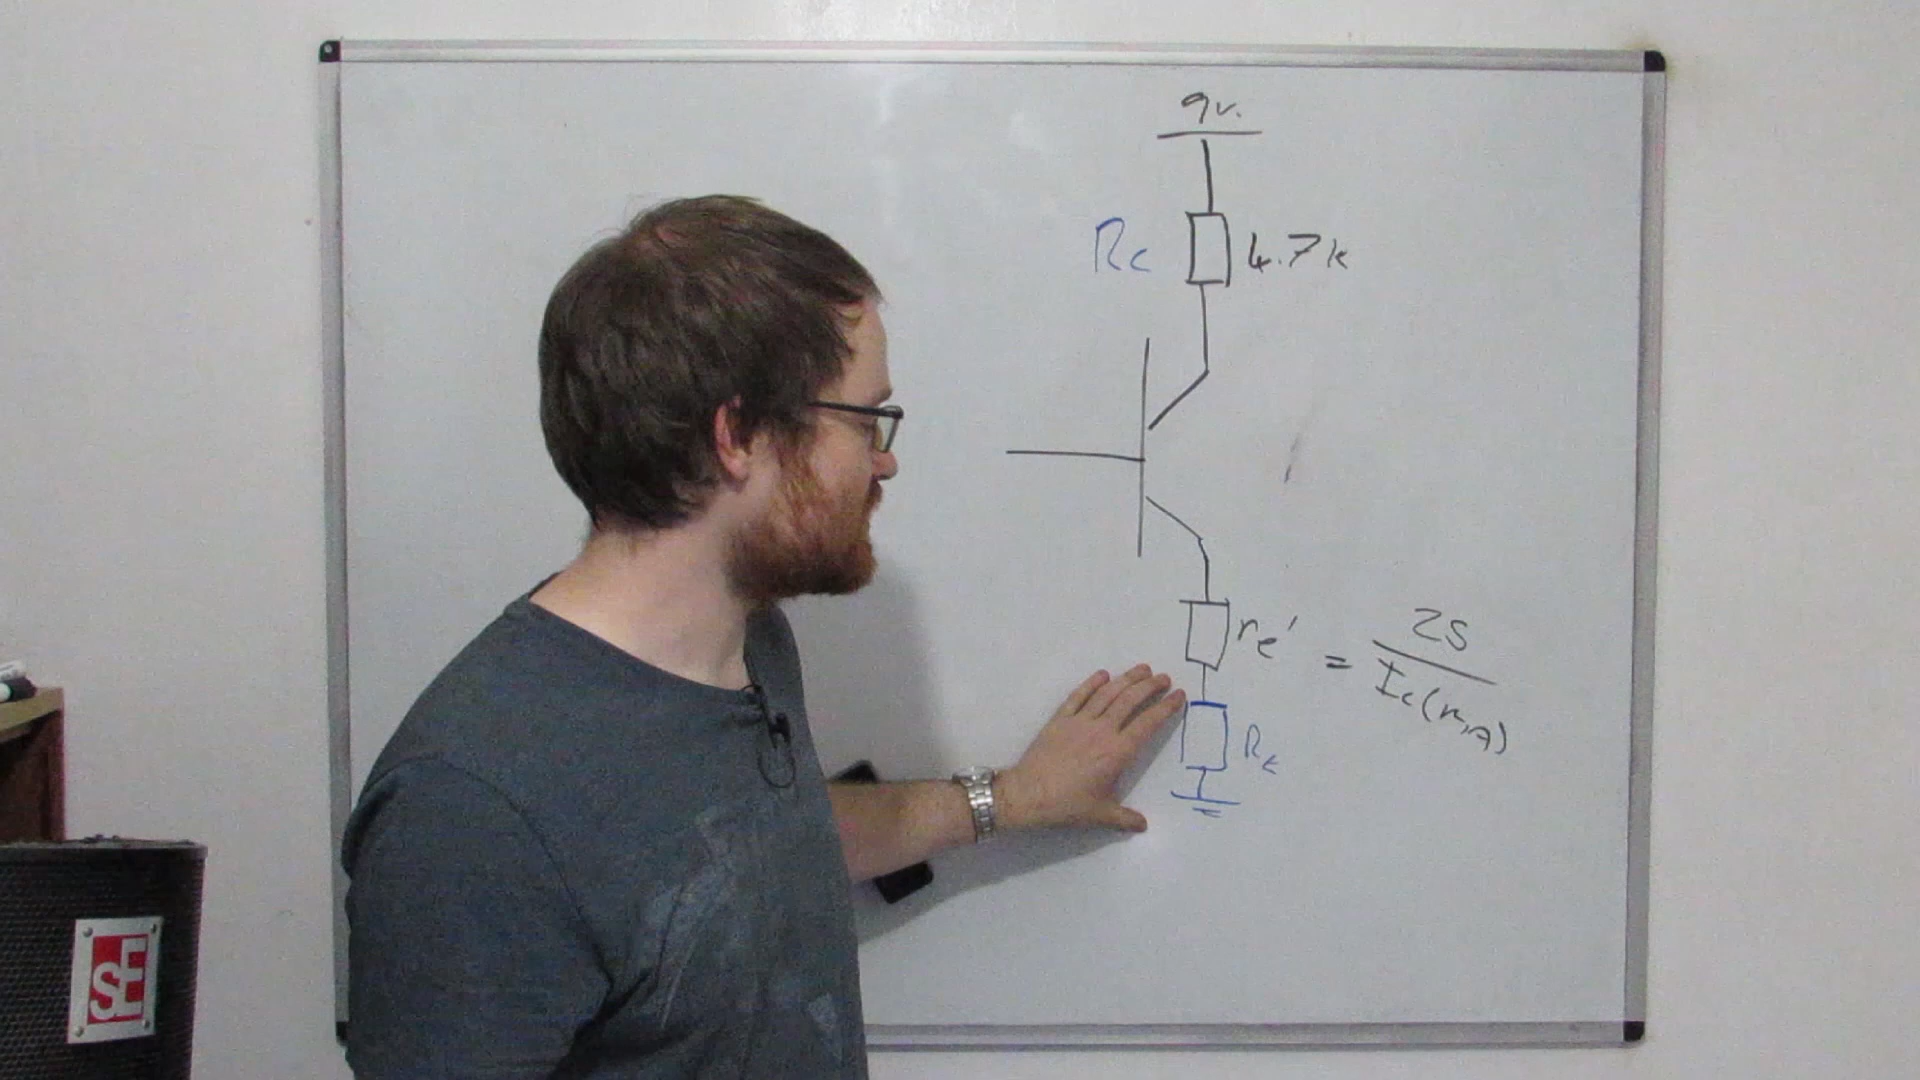 9v.
Rc 4.7k
re' = 25
Ic(mA)
RE
SE